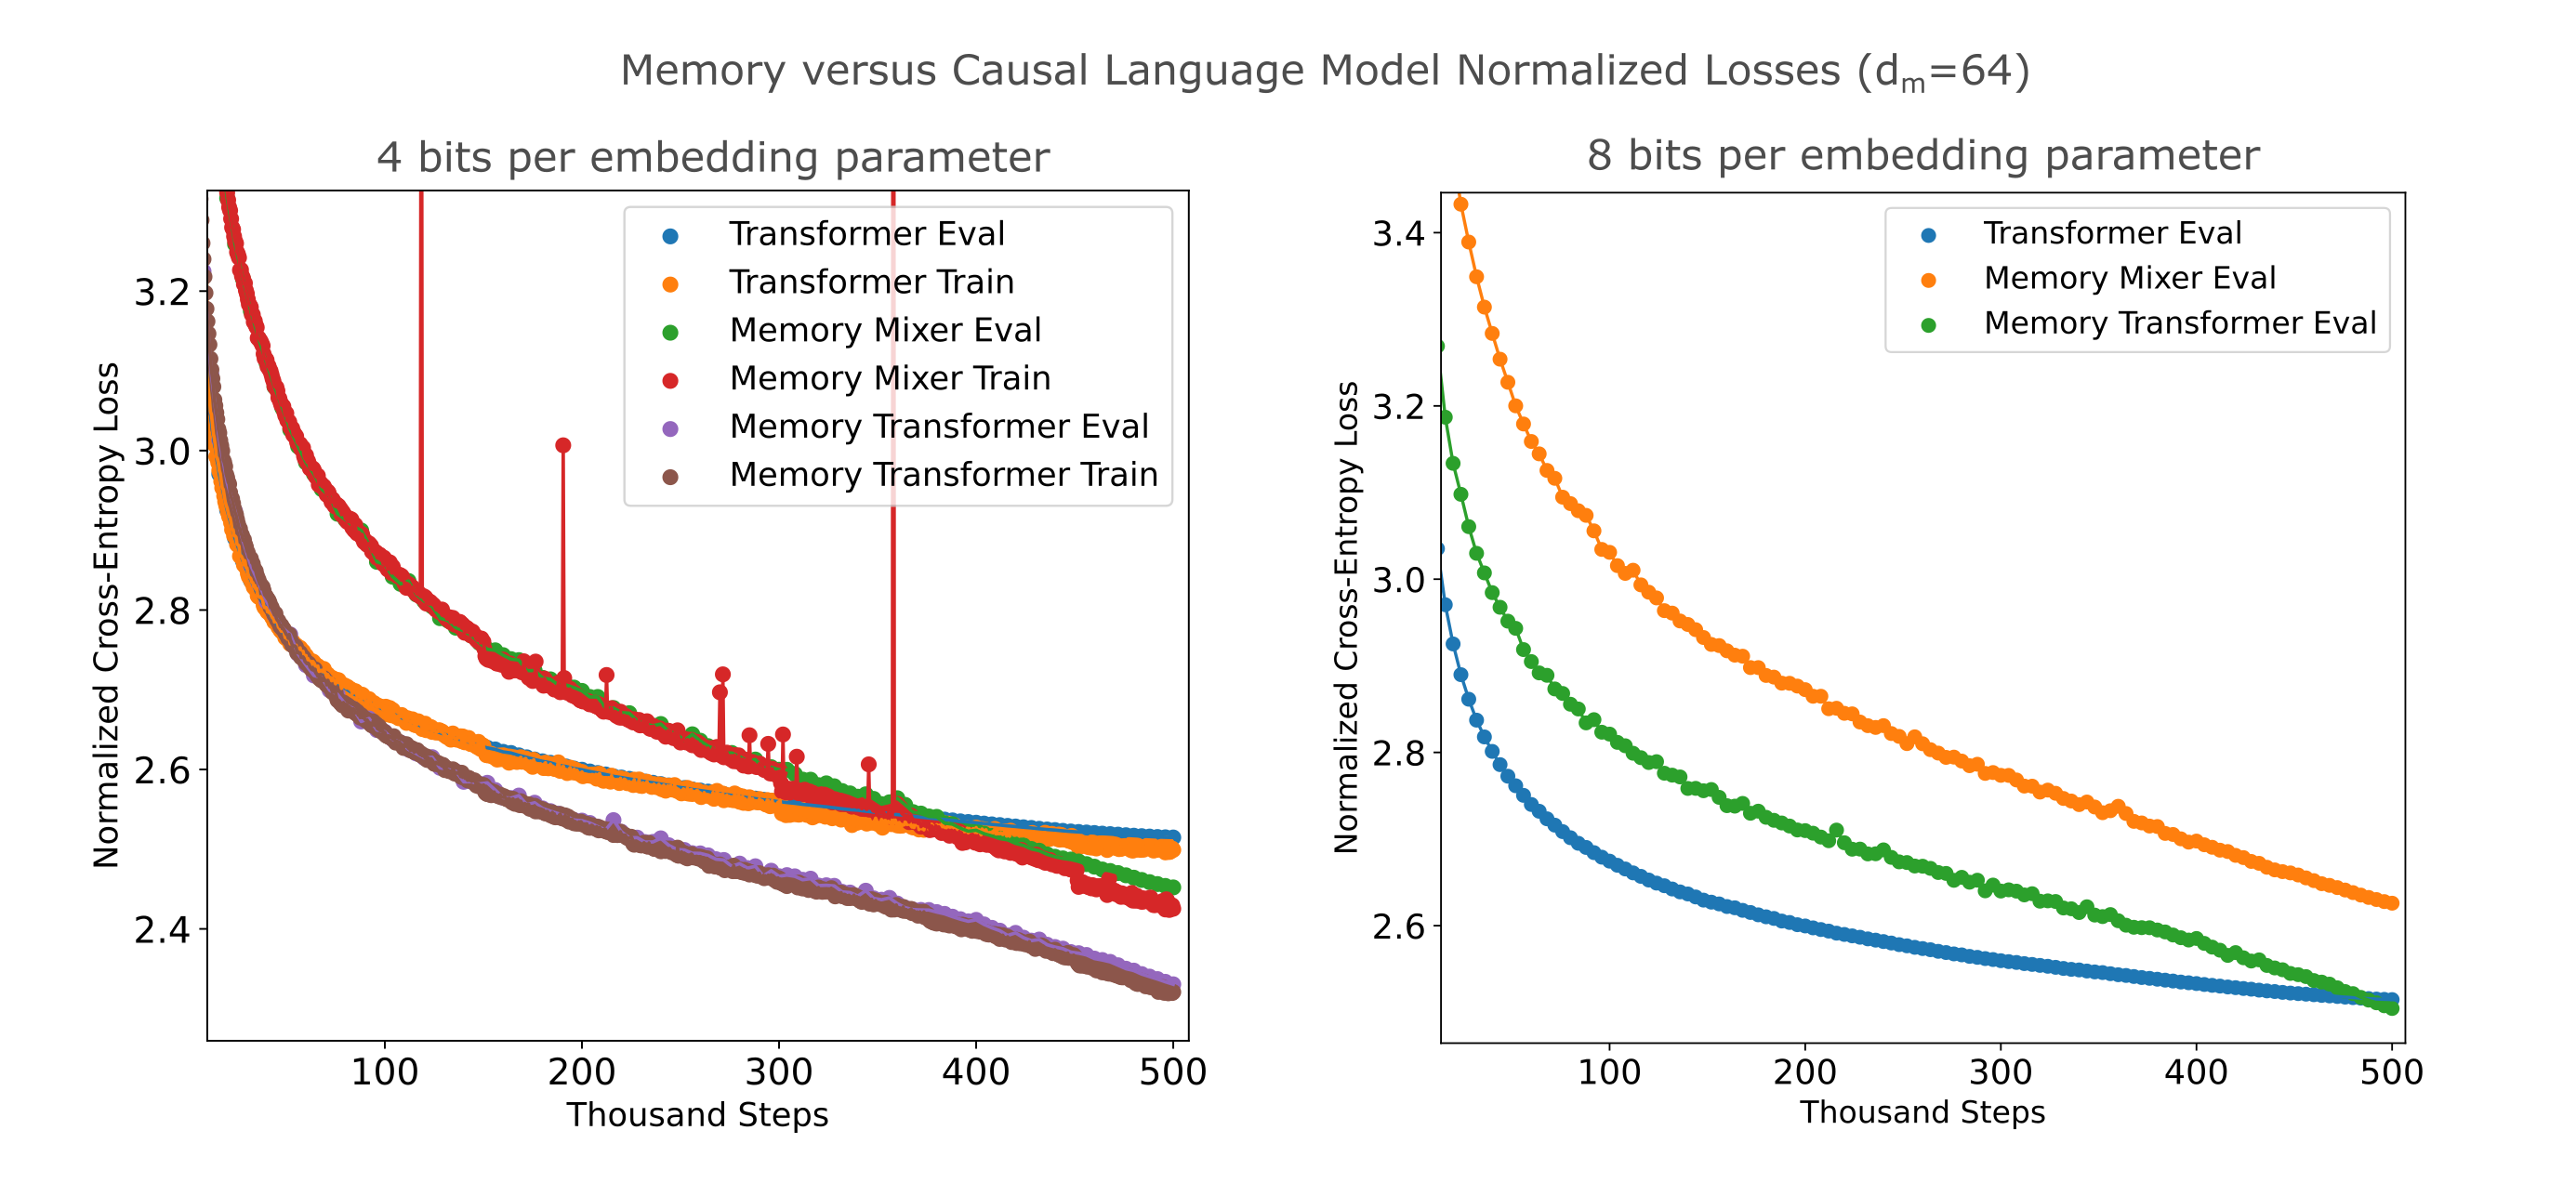 Memory versus Causal Language Model Normalized Losses (dm=64)
4 bits per embedding parameter
Normalized Cross-Entropy Loss
3.2
3.0
2.8
2.6
2.4
Transformer Eval
Transformer Train
Memory Mixer Eval
Memory Mixer Train
Memory Transformer Eval
Memory Transformer Train
100 200 300 400 500
Thousand Steps
8 bits per embedding parameter
Normalized Cross-Entropy Loss
3.4
3.2
3.0
2.8
2.6
Transformer Eval
Memory Mixer Eval
Memory Transformer Eval
100 200 300 400 500
Thousand Steps